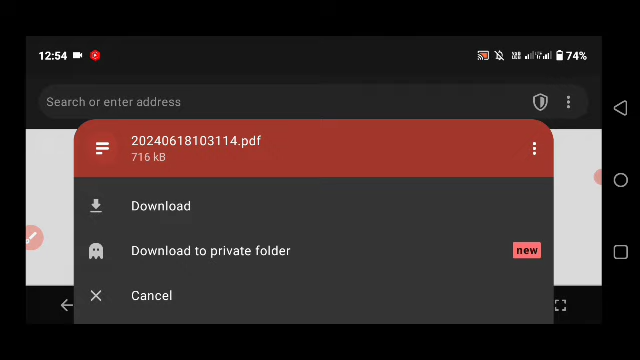 12:54
74%
Search or enter address
20240618103114.pdf
716 kB
Download
Download to private folder
new
Cancel